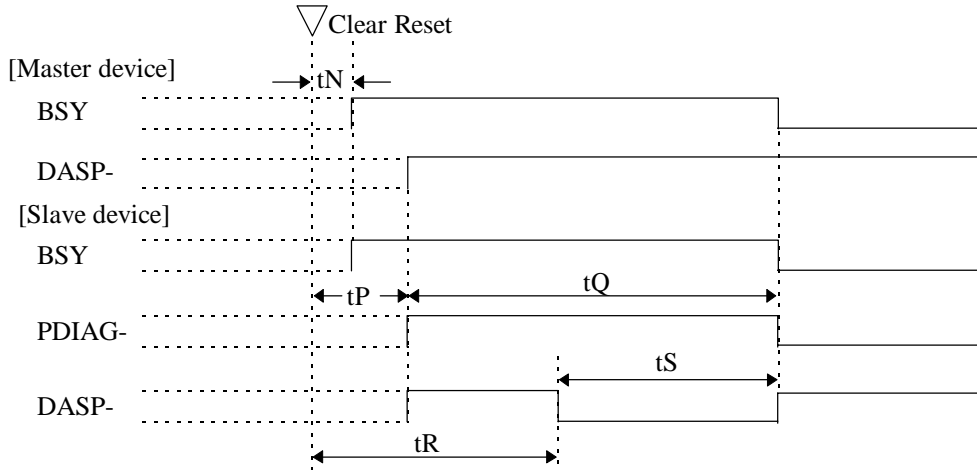 Clear Reset
[Master device]
tN
BSY
DASP-
[Slave device]
BSY
tP
tQ
PDIAG-
tS
DASP-
tR